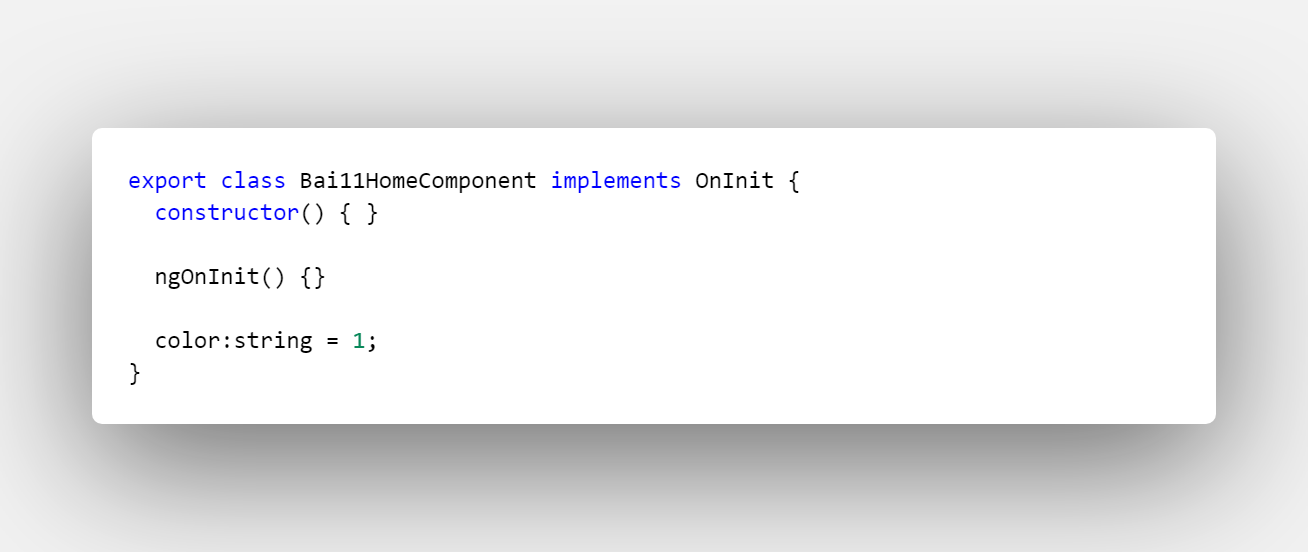 export class Bai11HomeComponent implements OnInit {
  constructor() { }
  ngOnInit() {}
  color:string = 1;
}